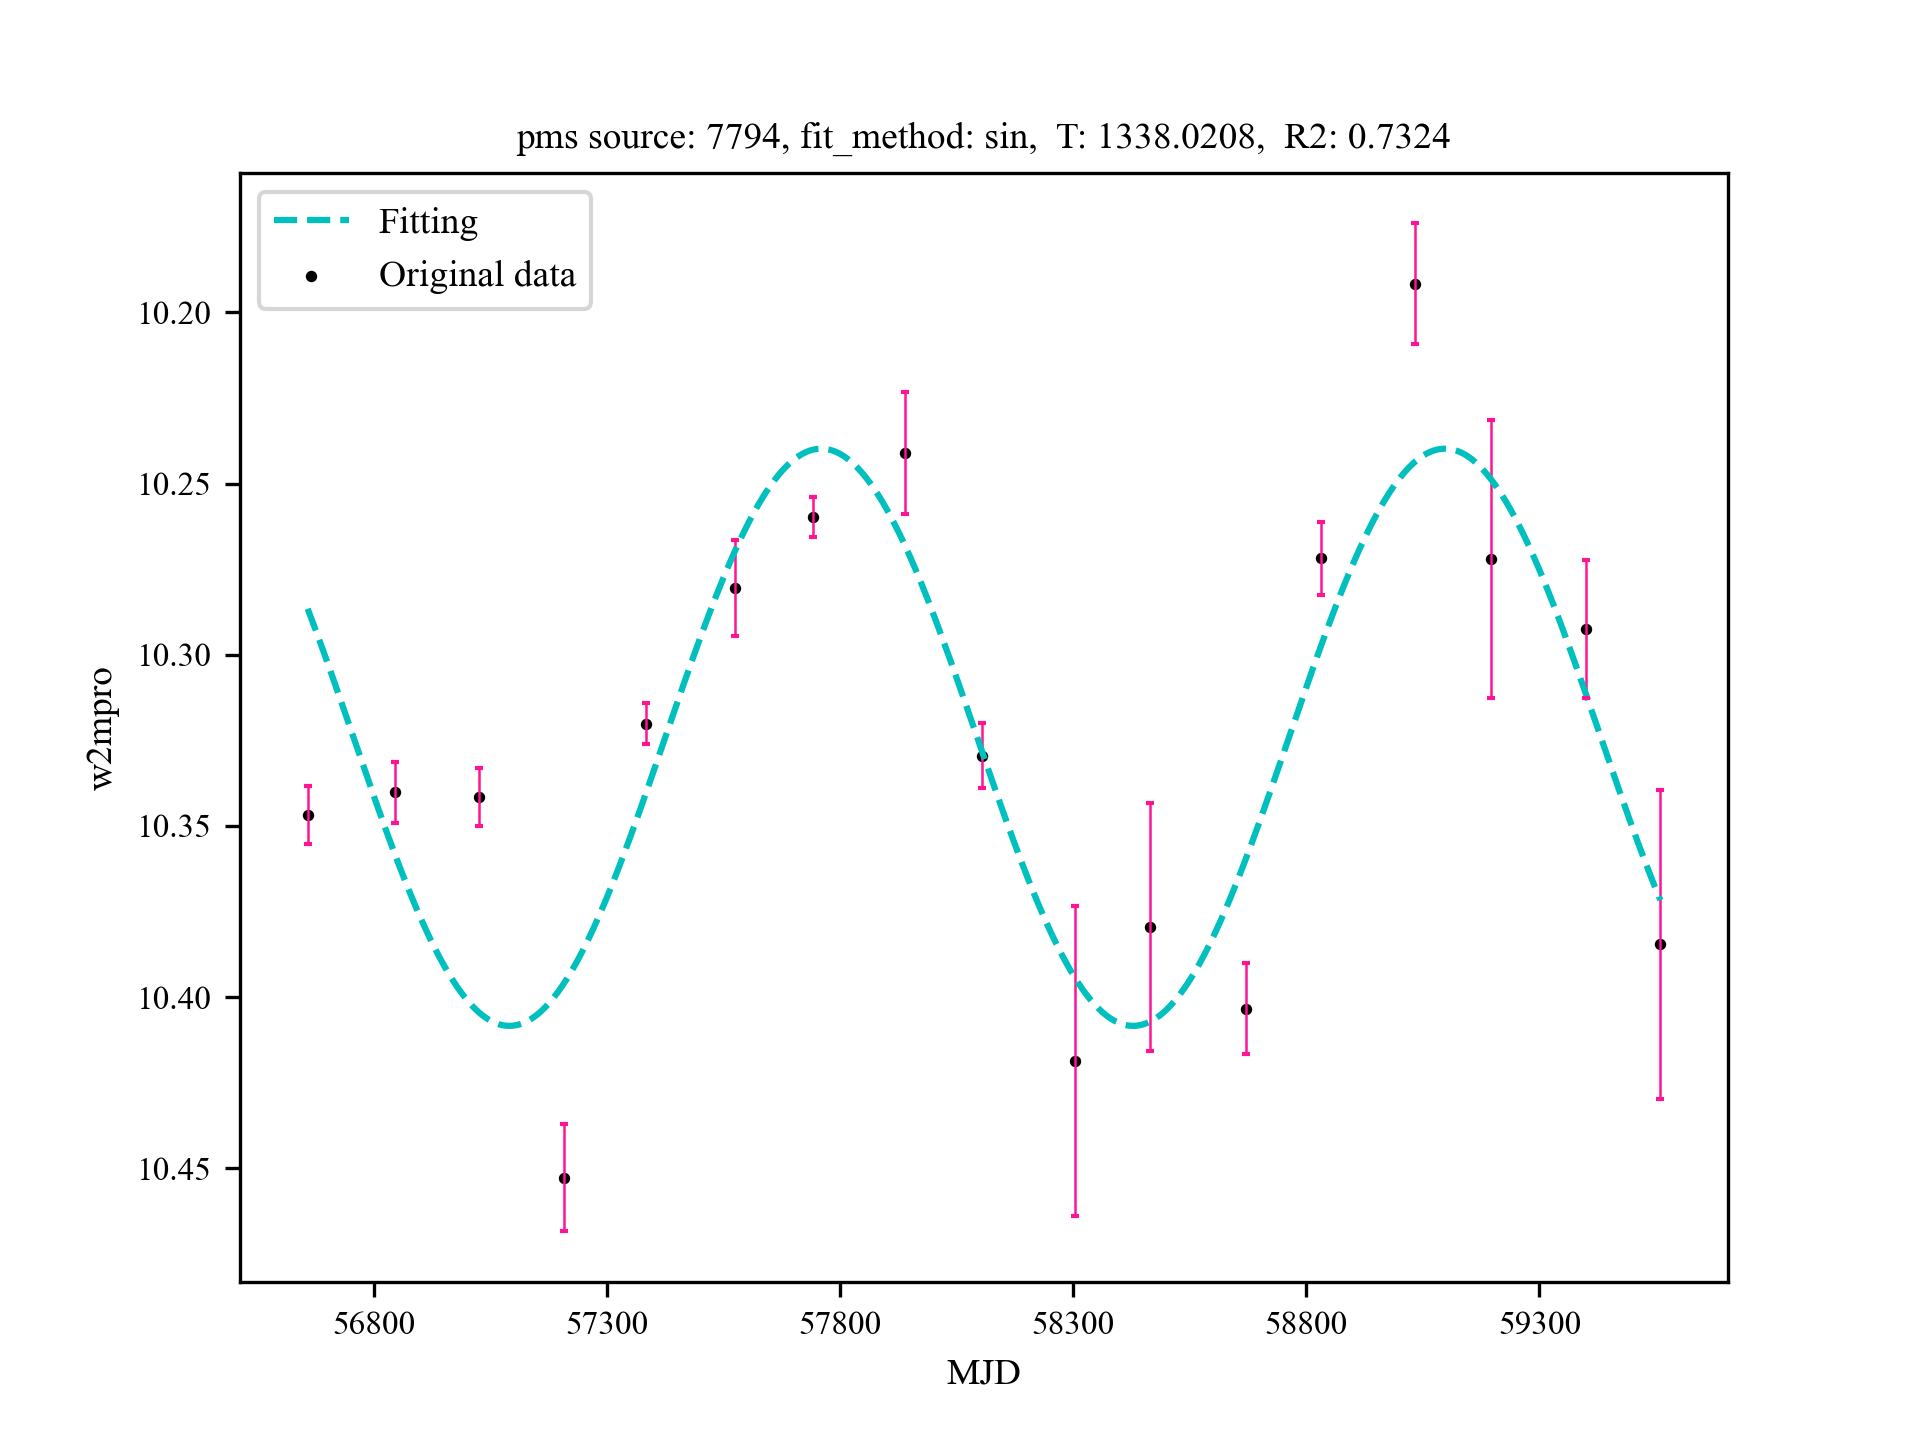 pms source: 7794, fit_method: sin,  T: 1338.0208,  R2: 0.7324
Fitting
Original data
10.20
10.25
10.30
10.35
10.40
10.45
w2mpro
56800 57300 57800 58300 58800 59300
MJD